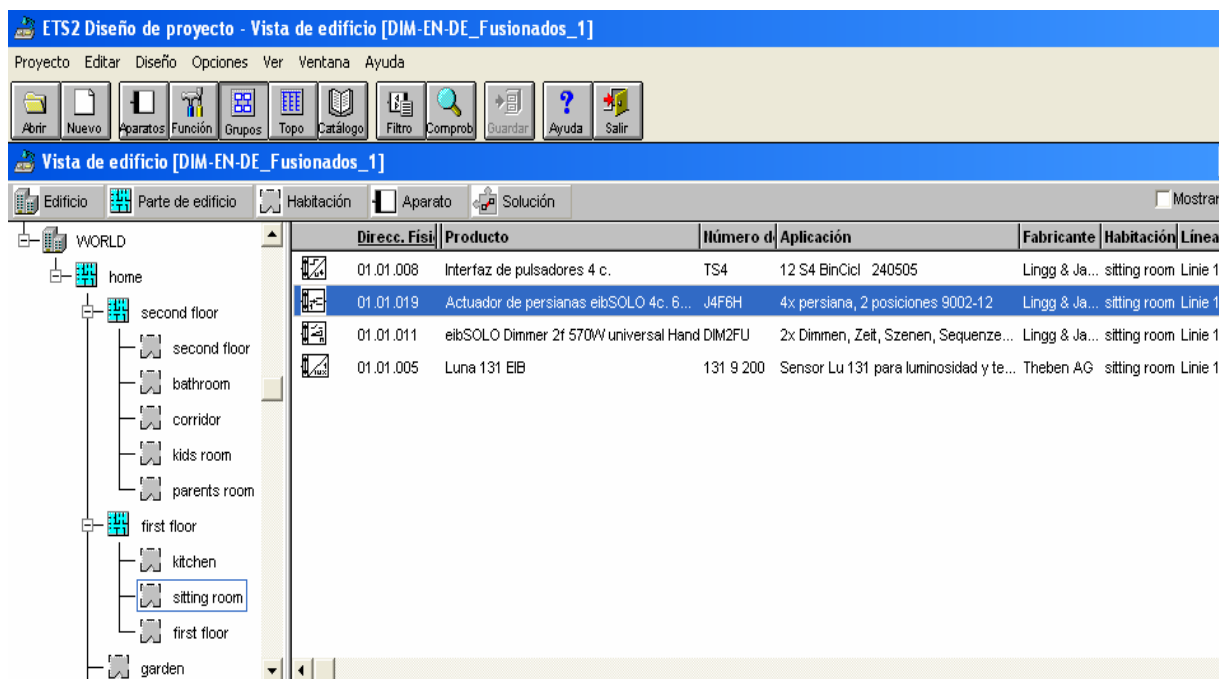 ETS2 Diseño de proyecto - Vista de edificio [DIM-EN-DE_Fusionados_1]
Proyecto Editar Diseño Opciones Ver Ventana Ayuda
Abrir Nuevo Aparatos Función Grupos Topo Catálogo Filtro Comprob Guardar Ayuda Salir
Vista de edificio [DIM-EN-DE_Fusionados_1]
Edificio Parte de edificio Habitación Aparato Solución Mostrar
WORLD
home
second floor
second floor
bathroom
corridor
kids room
parents room
first floor
kitchen
sitting room
first floor
garden
Direcc. Físi Producto Número d Aplicación Fabricante Habitación Línea
01.01.008 Interfaz de pulsadores 4 c. TS4 12 S4 BinCicl 240505 Lingg & Ja... sitting room Linie 1
01.01.019 Actuador de persianas eibSOLO 4c. 6... J4F6H 4x persiana, 2 posiciones 9002-12 Lingg & Ja... sitting room Linie 1
01.01.011 eibSOLO Dimmer 2f 570W universal Hand DIM2FU 2x Dimmen, Zeit, Szenen, Sequenze... Lingg & Ja... sitting room Linie 1
01.01.005 Luna 131 EIB 131 9 200 Sensor Lu 131 para luminosidad y te... Theben AG sitting room Linie 1